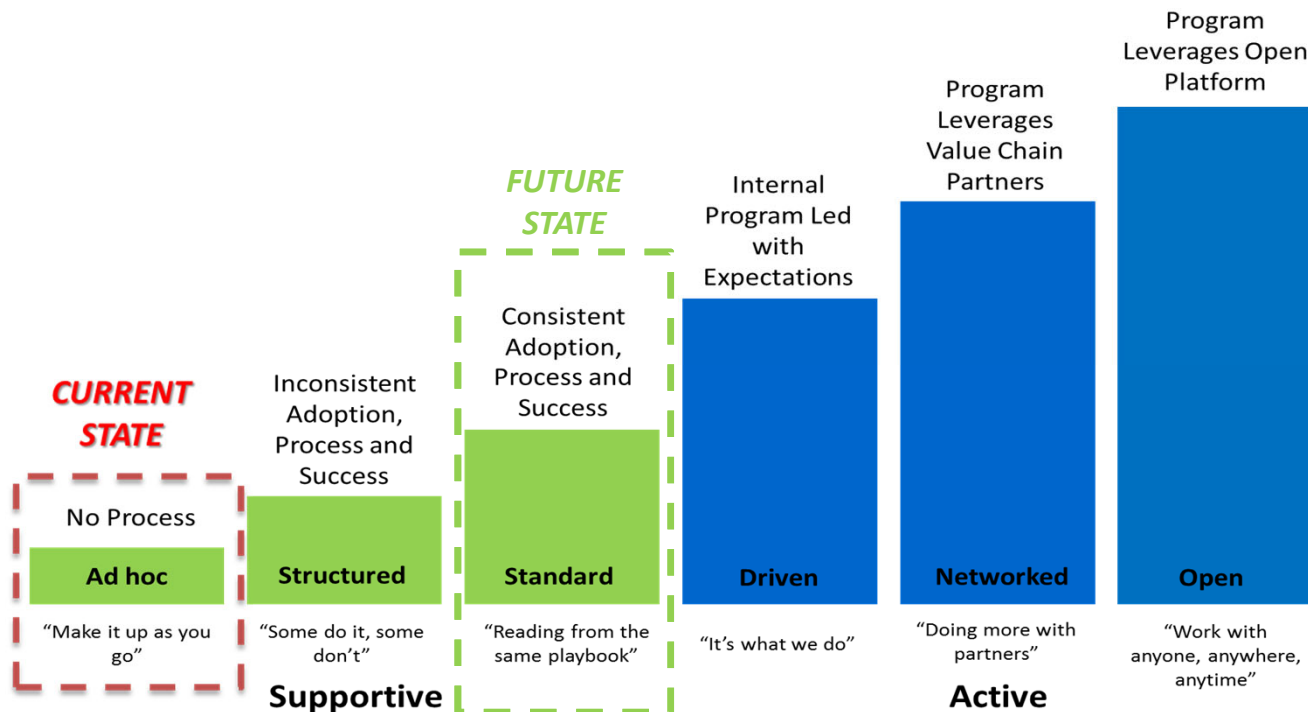 CURRENT
STATE
No Process
Ad hoc
“Make it up as you
go”
Inconsistent
Adoption,
Process and
Success
Structured
“Some do it, some
don’t”
Supportive
FUTURE
STATE
Consistent
Adoption,
Process and
Success
Standard
“Reading from the
same playbook”
Internal
Program Led
with
Expectations
Driven
“It’s what we do”
Program
Leverages
Value Chain
Partners
Networked
“Doing more with
partners”
Active
Program
Leverages Open
Platform
Open
“Work with
anyone, anywhere,
anytime”